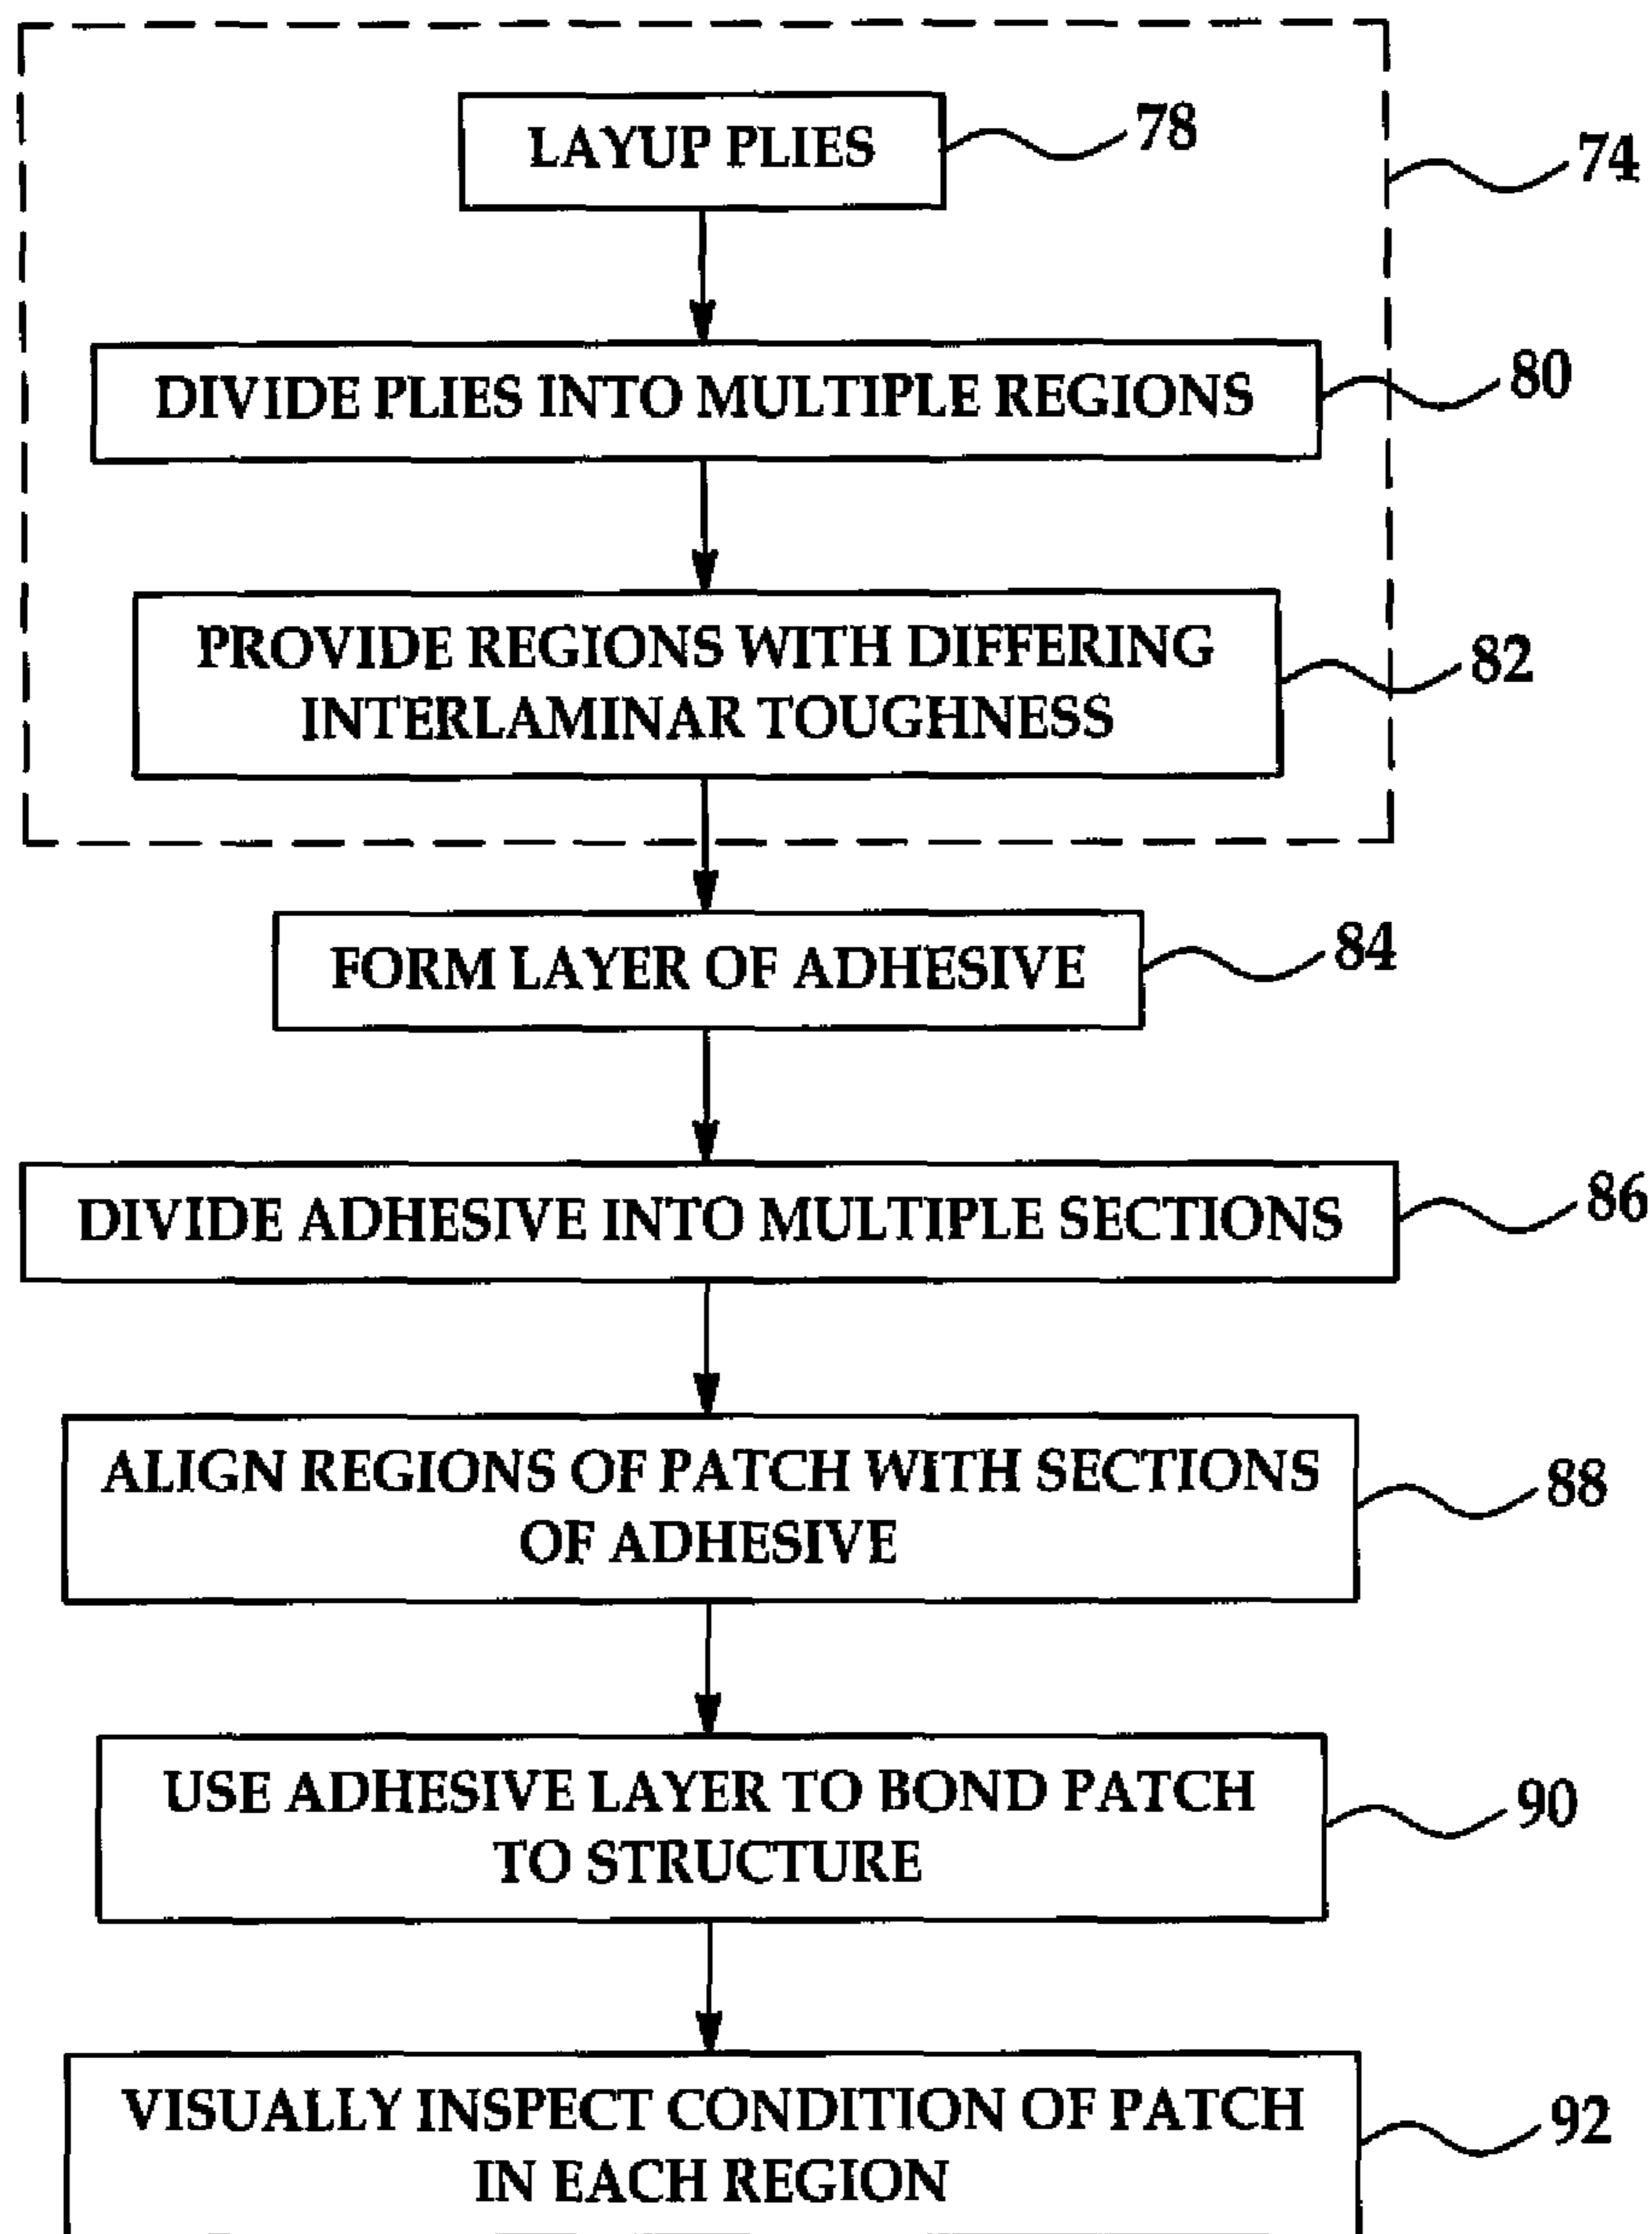 LAYUP PLIES
78
74
DIVIDE PLIES INTO MULTIPLE REGIONS
80
PROVIDE REGIONS WITH DIFFERING
INTERLAMINAR TOUGHNESS
82
FORM LAYER OF ADHESIVE
84
DIVIDE ADHESIVE INTO MULTIPLE SECTIONS
86
ALIGN REGIONS OF PATCH WITH SECTIONS
OF ADHESIVE
88
USE ADHESIVE LAYER TO BOND PATCH
TO STRUCTURE
90
VISUALLY INSPECT CONDITION OF PATCH
IN EACH REGION
92